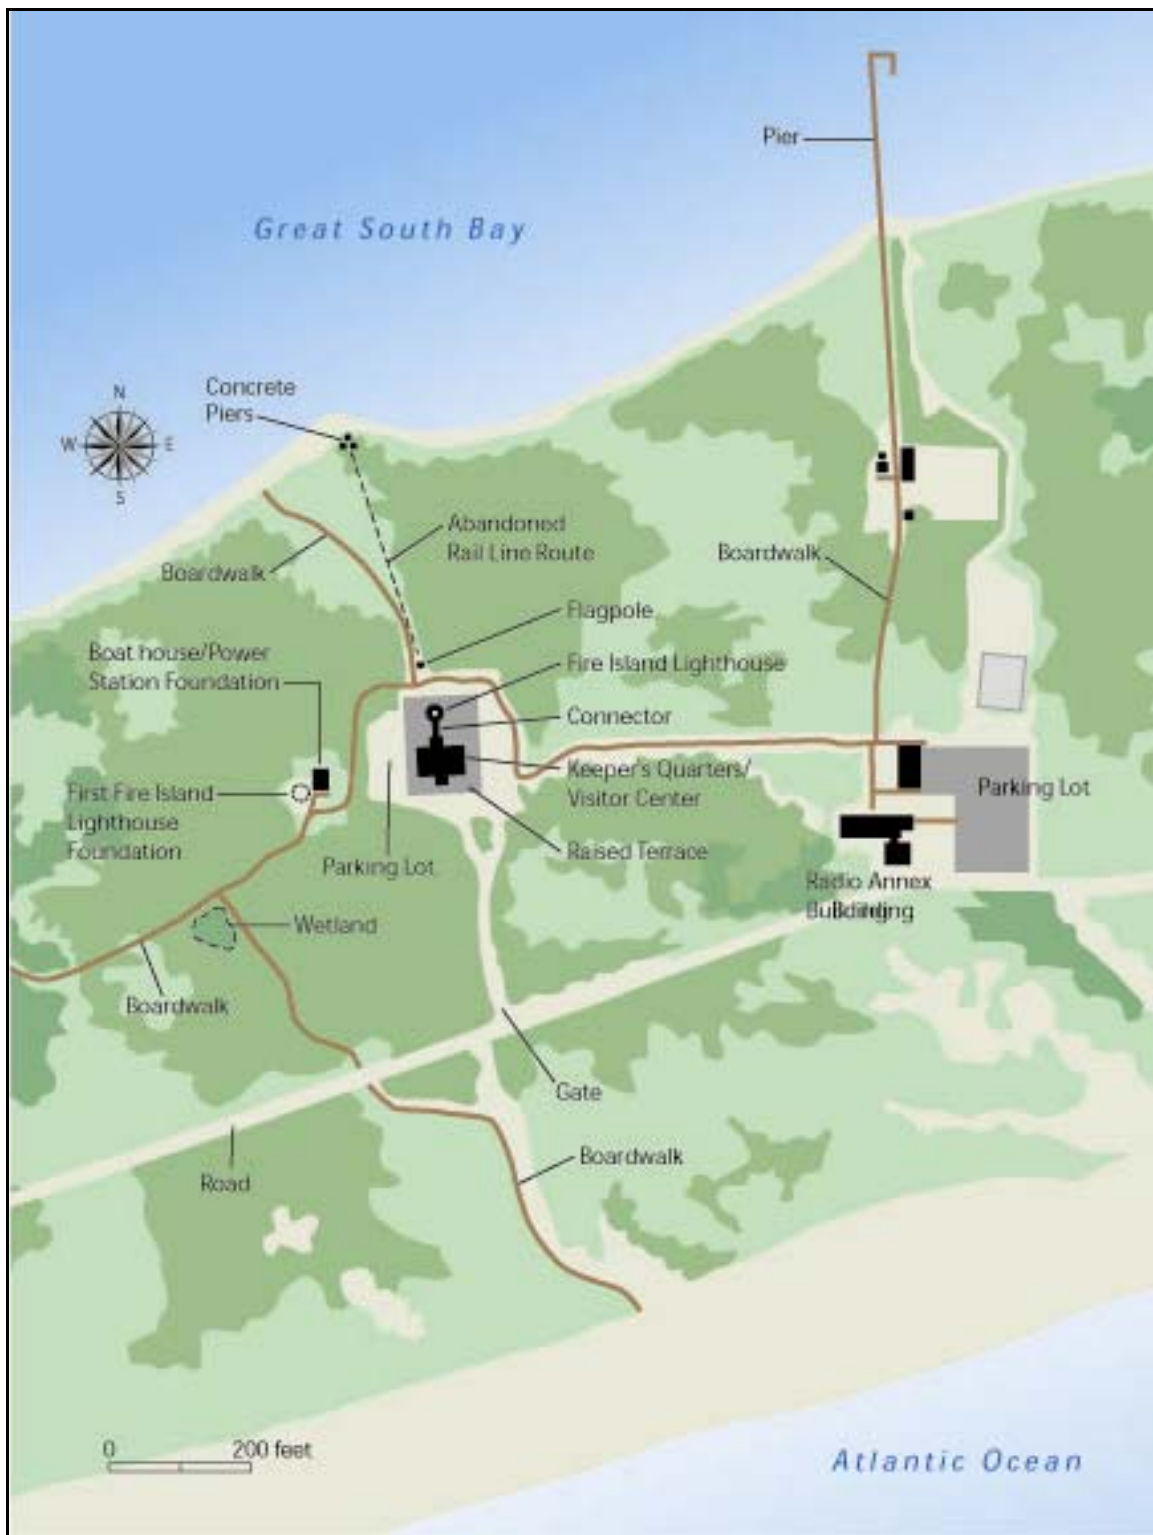 Pier
Great South Bay
Concrete
Piers
N
W
E
S
Abandoned
Rail Line Route
Boardwalk
Boardwalk
Flagpole
Boat house/Power
Station Foundation
Fire Island Lighthouse
Connector
Keeper's Quarters/
Visitor Center
Parking Lot
First Fire Island
Lighthouse
Foundation
Raised Terrace
Parking Lot
Radio Annex
Building
Wetland
Boardwalk
Gate
Boardwalk
Road
0
200 feet
Atlantic Ocean